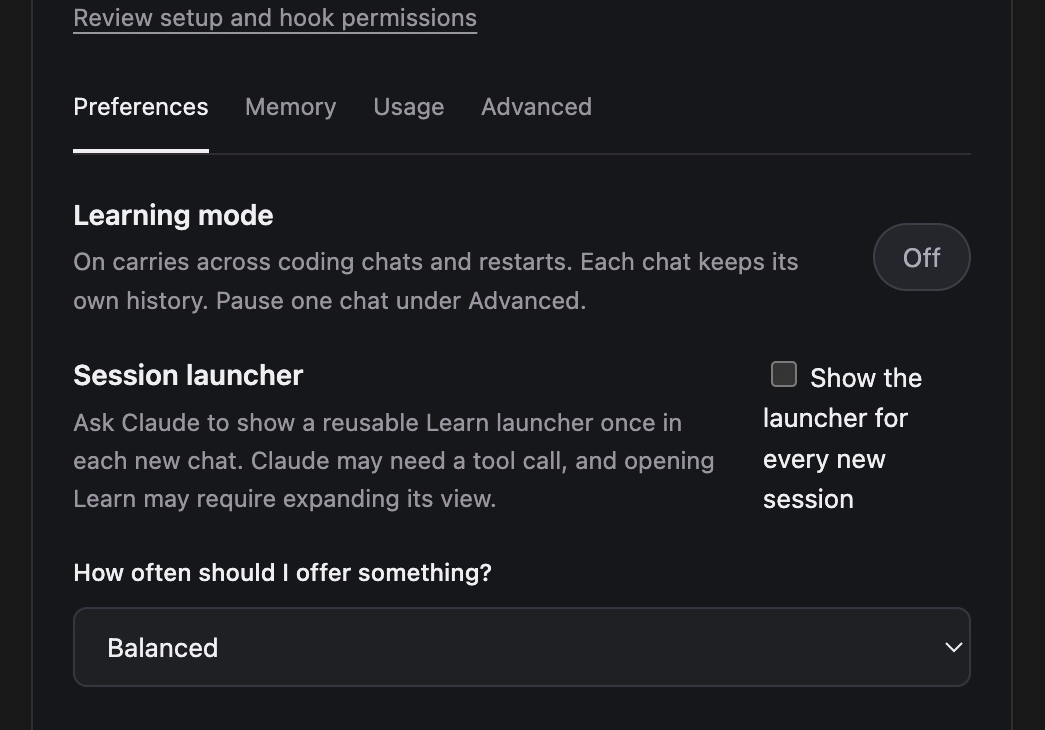 Review setup and hook permissions
Preferences Memory Usage Advanced
Learning mode
On carries across coding chats and restarts. Each chat keeps its
own history. Pause one chat under Advanced.
Off
Session launcher
Ask Claude to show a reusable Learn launcher once in
each new chat. Claude may need a tool call, and opening
Learn may require expanding its view.
Show the
launcher for
every new
session
How often should I offer something?
Balanced